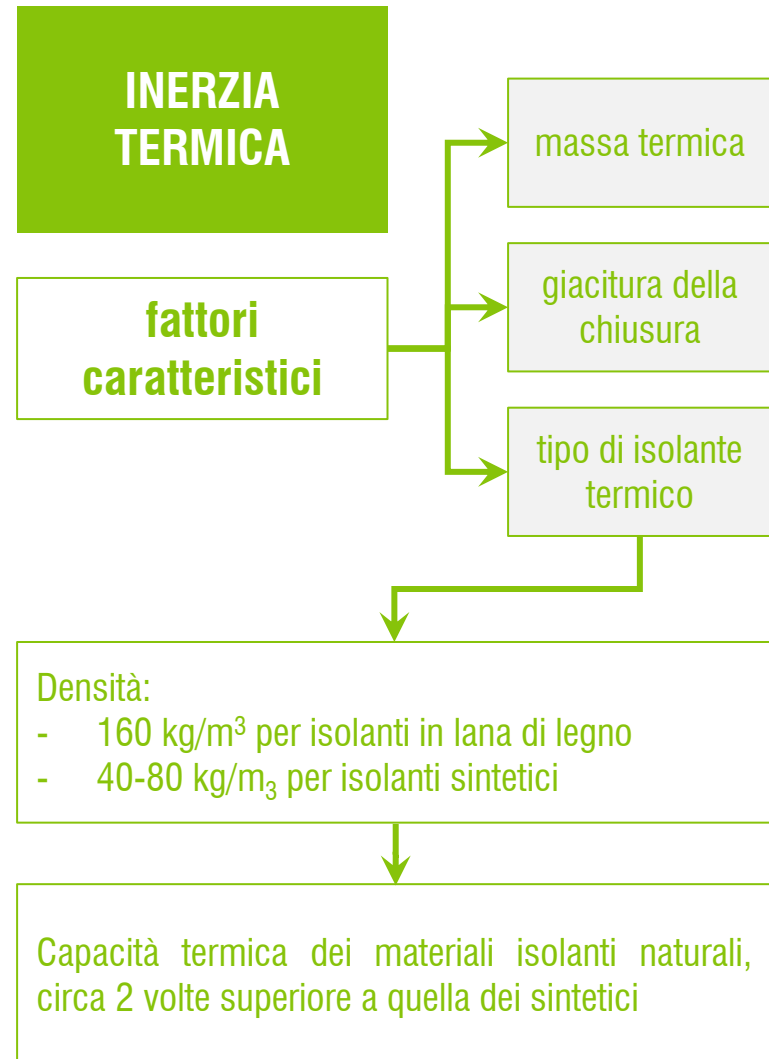 INERZIA
TERMICA
massa termica
giacitura della
chiusura
fattori
caratteristici
tipo di isolante
termico
Densità:
- 160 kg/m³ per isolanti in lana di legno
- 40-80 kg/m₃ per isolanti sintetici
Capacità termica dei materiali isolanti naturali,
circa 2 volte superiore a quella dei sintetici